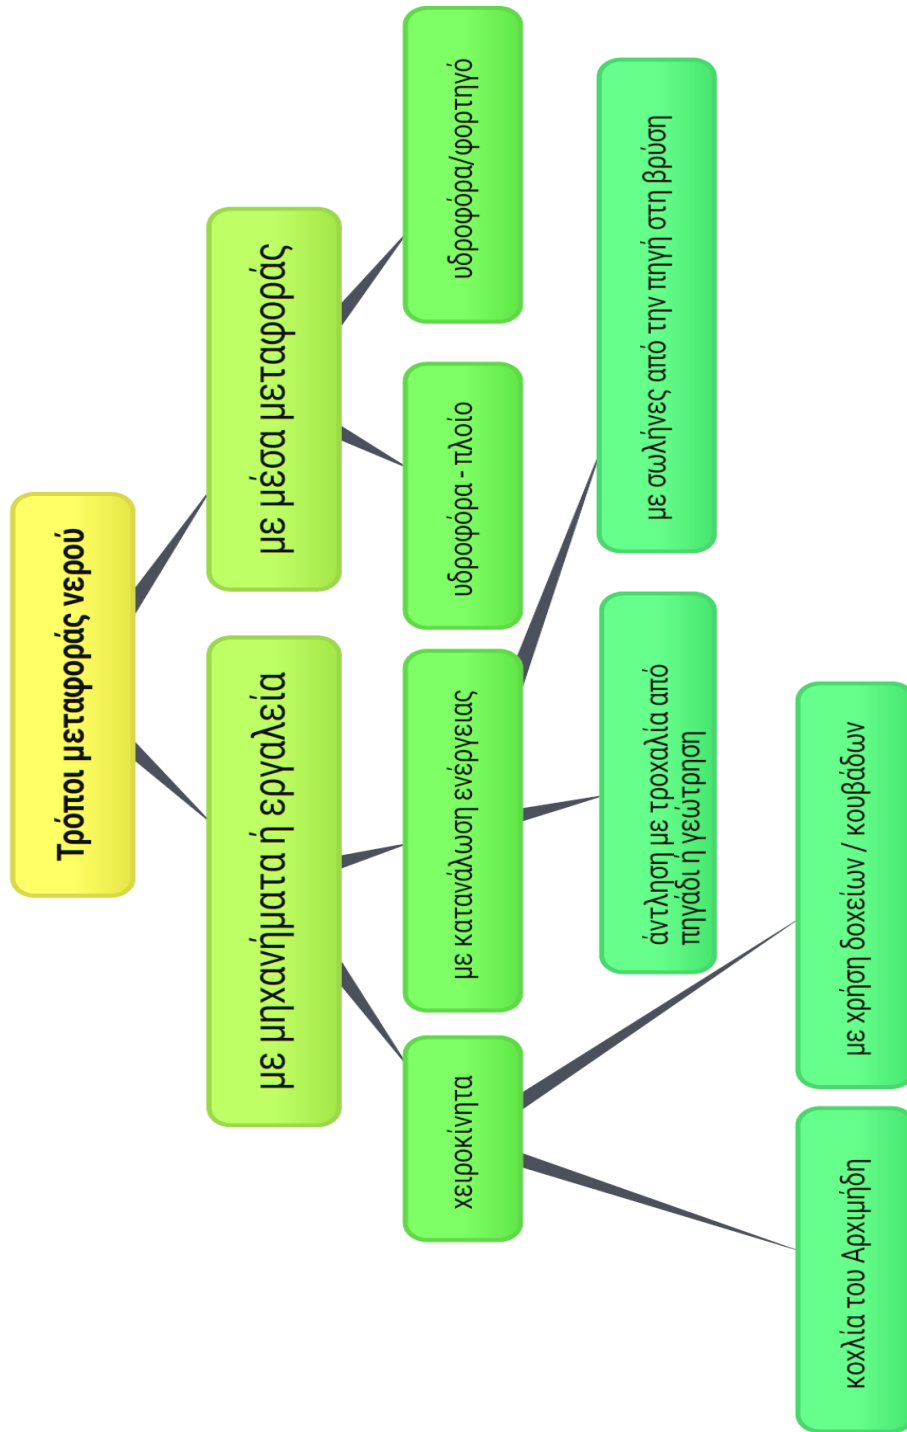 Τρόποι μεταφοράς νερού
με μηχανήματα ή εργαλεία
με μέσα μεταφοράς
χειροκίνητα
με κατανάλωση ενέργειας
υδροφόρα - πλοίο
υδροφόρα/φορτηγό
άντληση με τροχαλία από
πηγάδι ή γεώτρηση
με σωλήνες από την πηγή στη βρύση
κοχλία του Αρχιμήδη
με χρήση δοχείων / κουβάδων